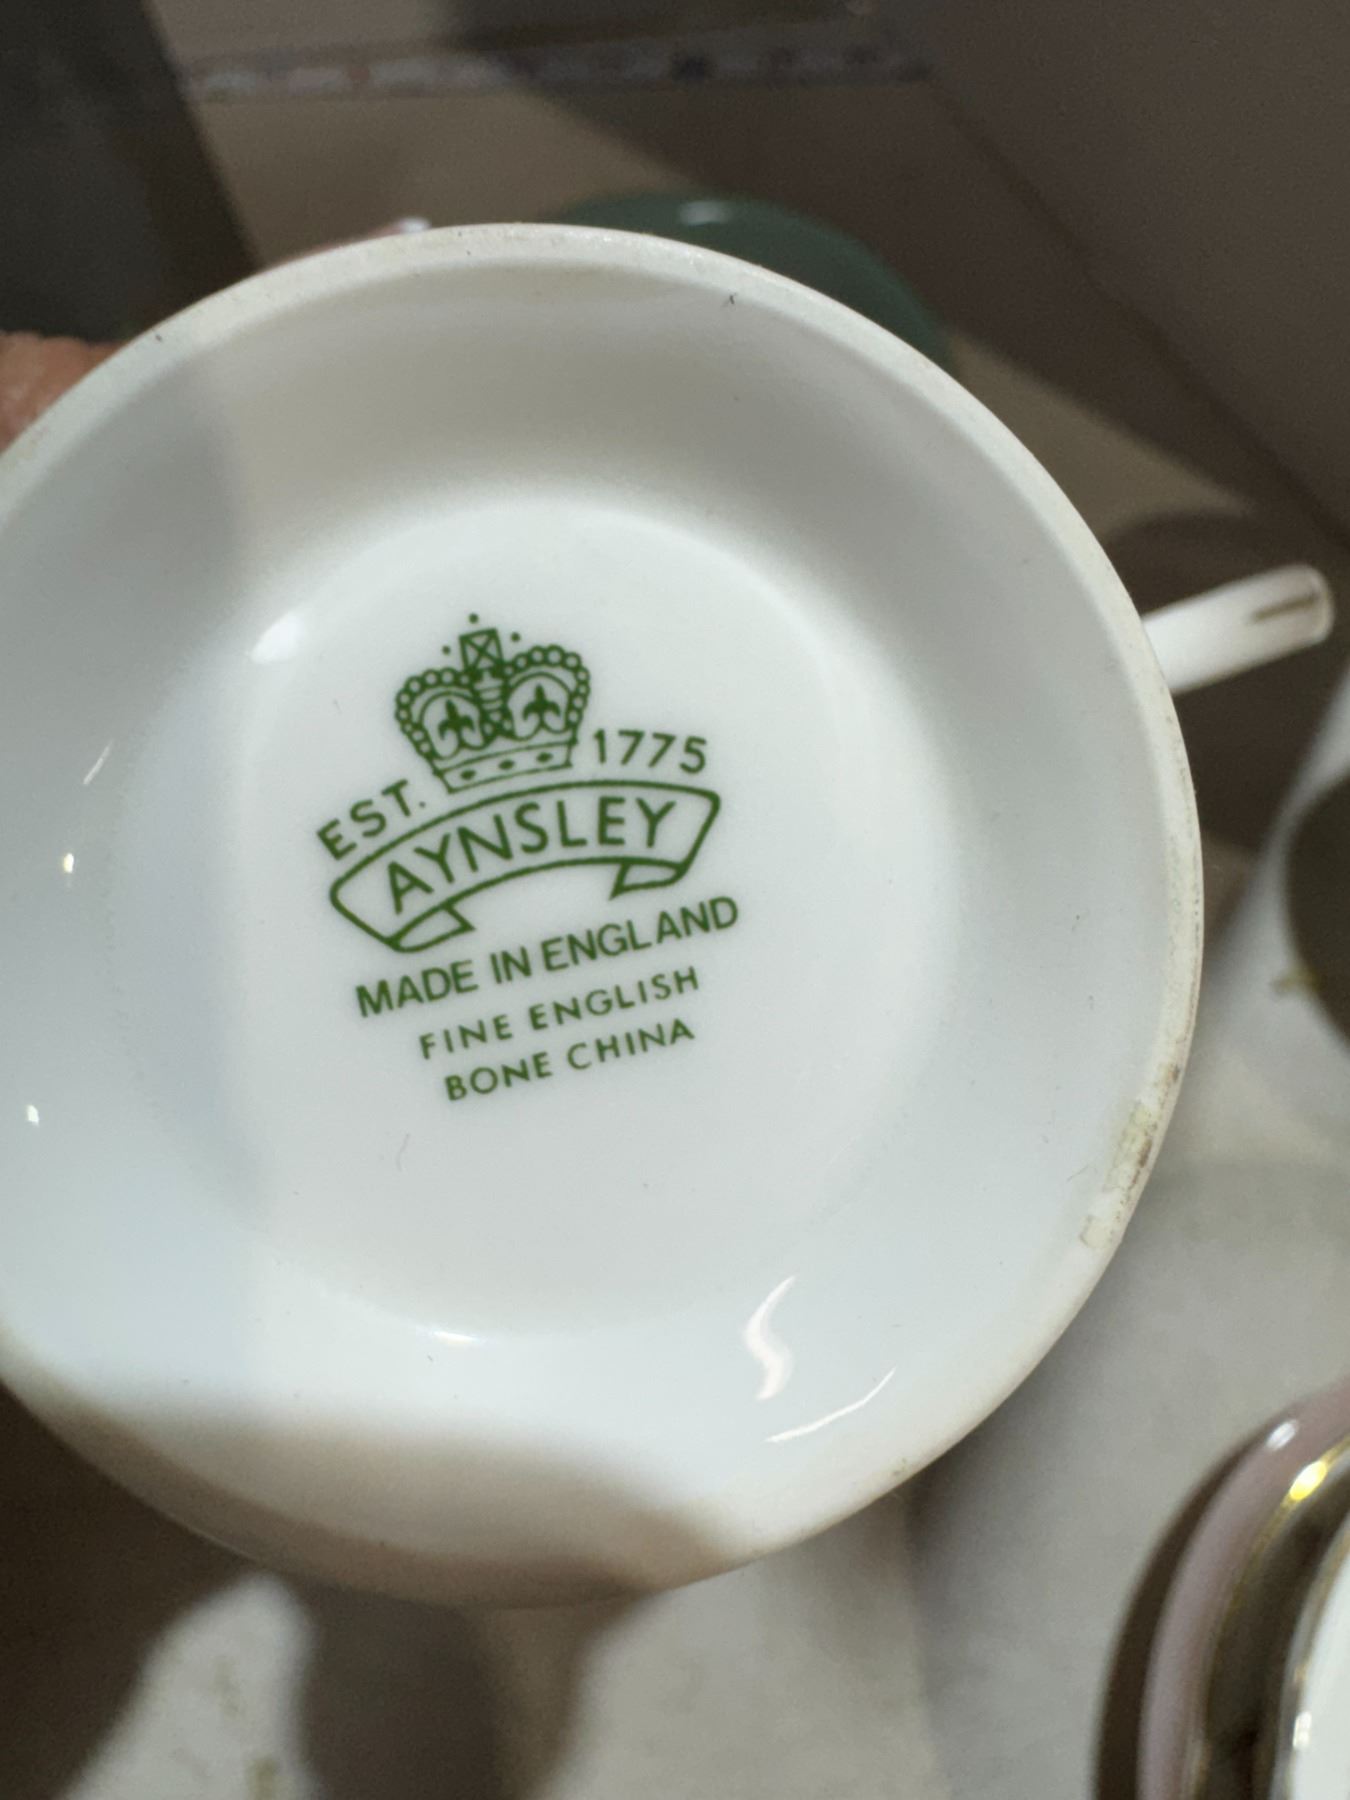 EST. 1775
AYNSLEY
MADE IN ENGLAND
FINE ENGLISH
BONE CHINA